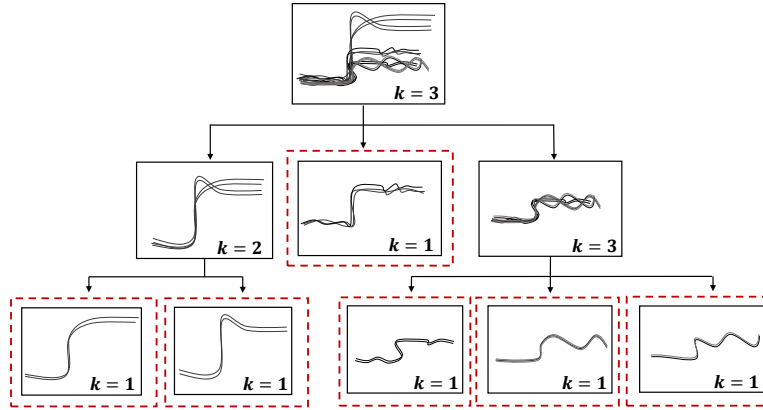 k = 3
k = 2
k = 1
k = 3
k = 1
k = 1
k = 1
k = 1
k = 1